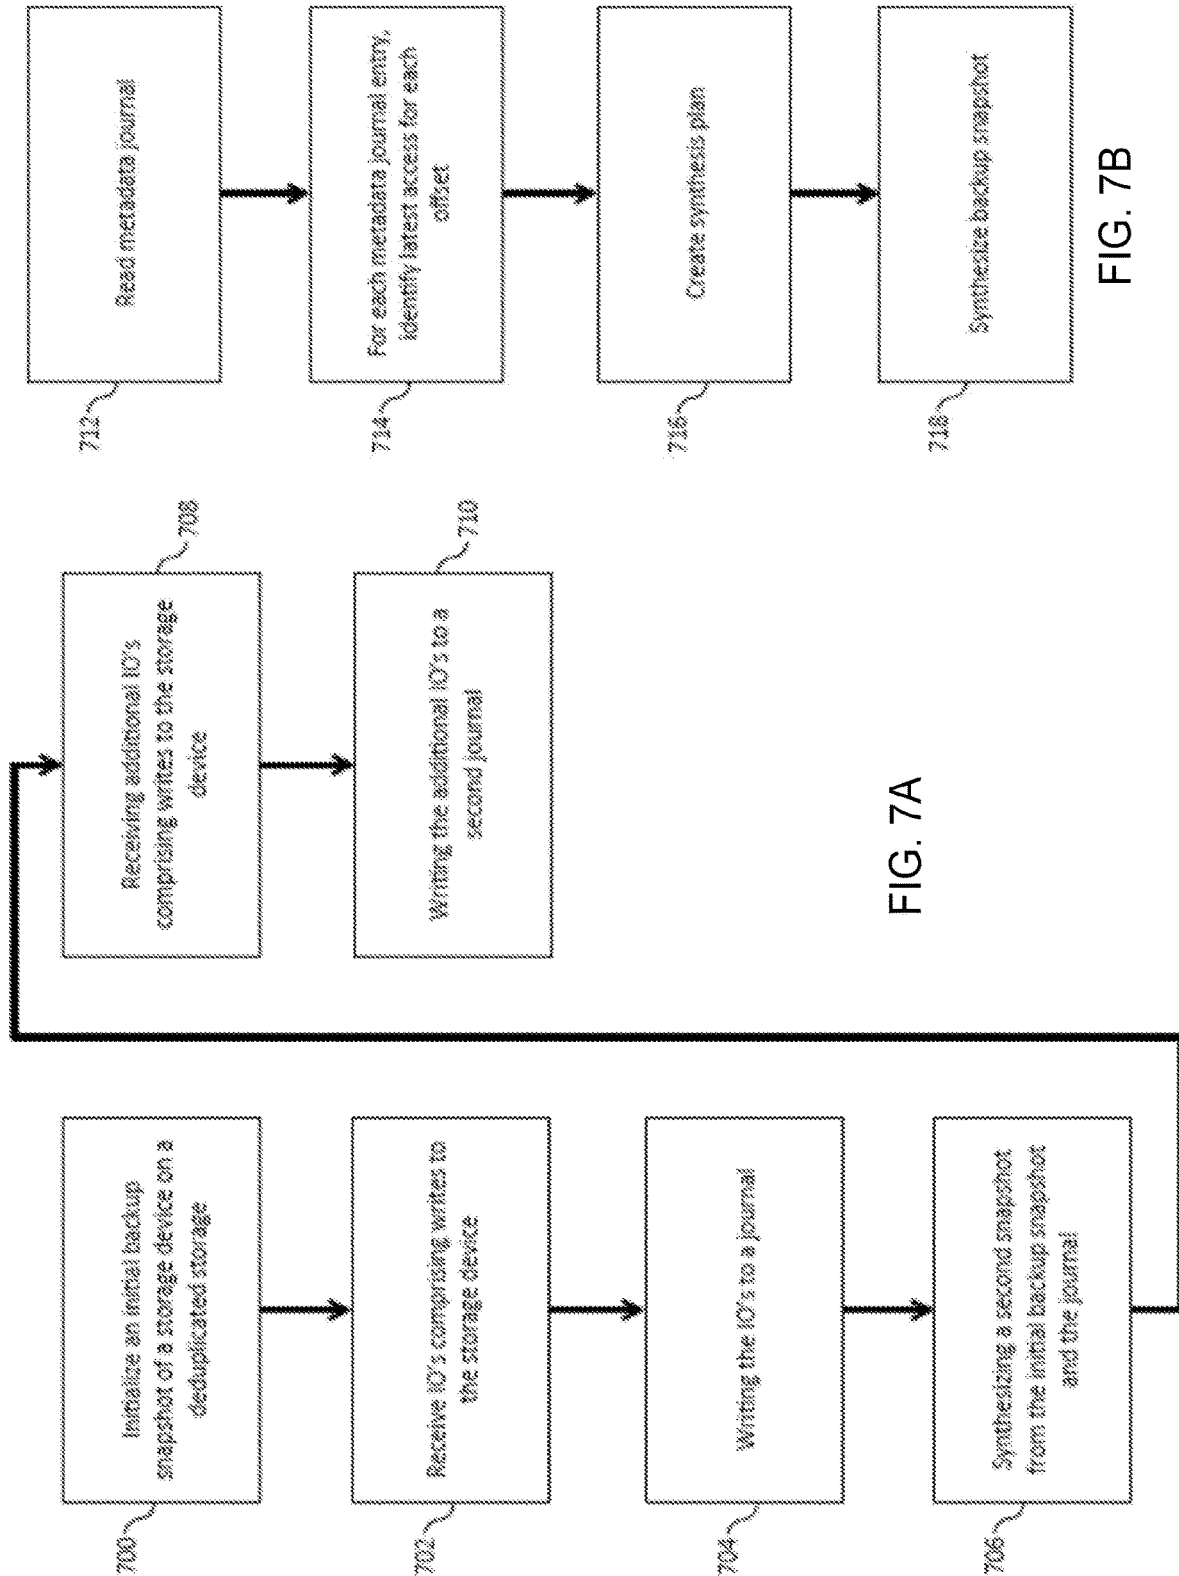 700
Initialize an initial backup
snapshot of a storage device on a
deduplicated storage
702
Receive IO's comprising writes to
the storage device
704
Writing the IO's to a journal
706
Synthesizing a second snapshot
from the initial backup snapshot
and the journal
708
Receiving additional IO's
comprising writes to the storage
device
710
Writing the additional IO's to a
second journal
FIG. 7A
712
Read metadata journal
714
For each metadata journal entry,
identify latest access for each
offset
716
Create synthesis plan
718
Synthesize backup snapshot
FIG. 7B